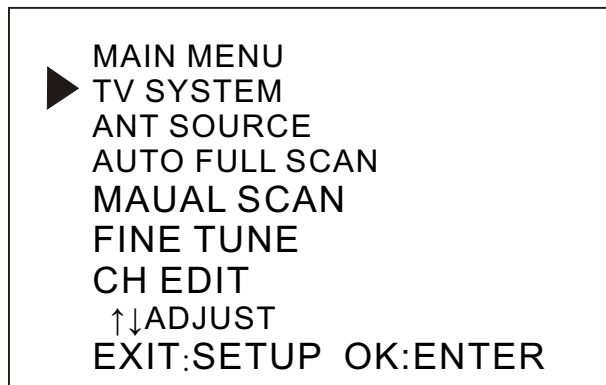 MAIN MENU
TV SYSTEM
ANT SOURCE
AUTO FULL SCAN
MAUAL SCAN
FINE TUNE
CH EDIT
↑↓ADJUST
EXIT:SETUP OK:ENTER